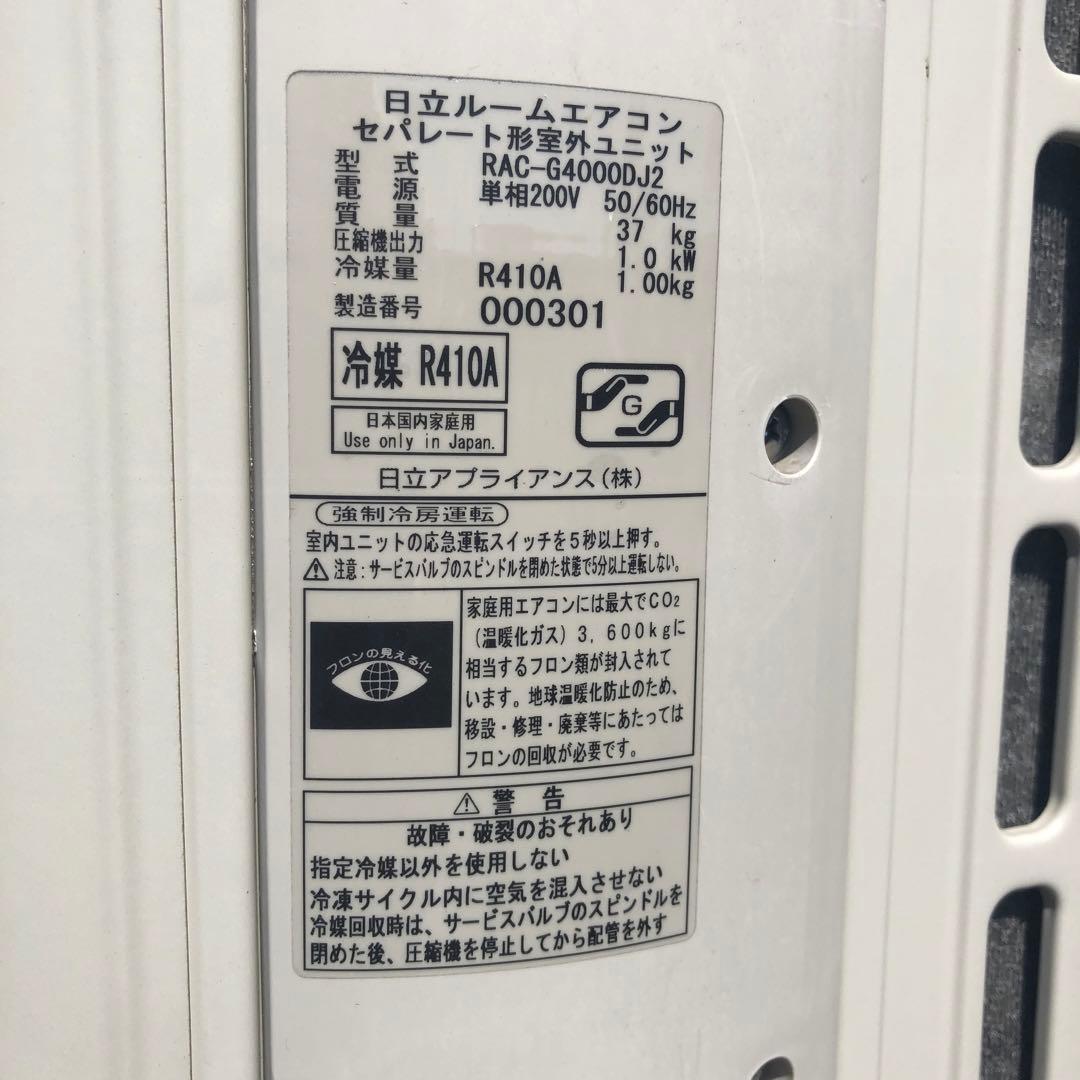 日立ルームエアコン
セパレート形室外ユニット
型式 RAC-G4000DJ2
電源 単相200V 50/60Hz
質量 37 kg
圧縮機出力 1.0 kW
冷媒量 R410A 1.00kg
製造番号 000301
冷媒 R410A
日本国内家庭用
Use only in Japan.
G
日立アプライアンス(株)
強制冷房運転
室内ユニットの応急運転スイッチを5秒以上押す。
注意:サービスバルブのスピンドルを閉めた状態で5分以上運転しない。
フロンの見える化
家庭用エアコンには最大でCO₂
(温暖化ガス)3,600kgに
相当するフロン類が封入されて
います。地球温暖化防止のため、
移設・修理・廃棄等にあたっては
フロンの回収が必要です。
警告
故障・破裂のおそれあり
指定冷媒以外を使用しない
冷凍サイクル内に空気を混入させない
冷媒回収時は、サービスバルブのスピンドルを
閉めた後、圧縮機を停止してから配管を外す